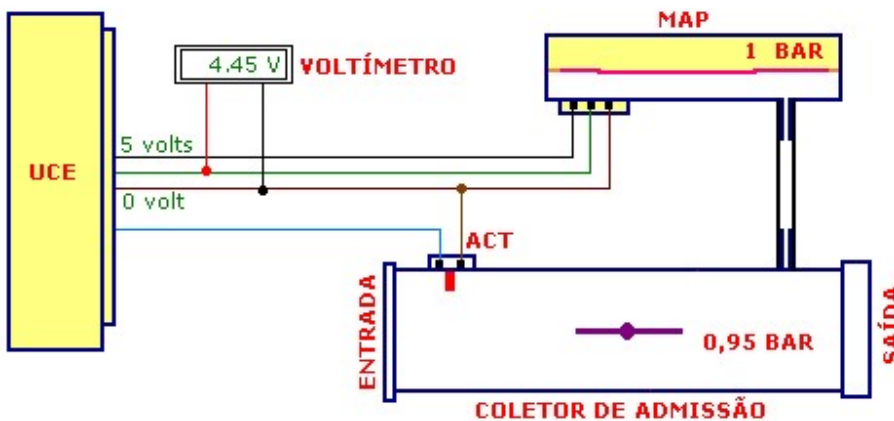 MAP
1 BAR
4.45 V
VOLTÍMETRO
5 volts
UCE
0 volt
ACT
ENTRADA
0,95 BAR
SAÍDA
COLETOR DE ADMISSÃO